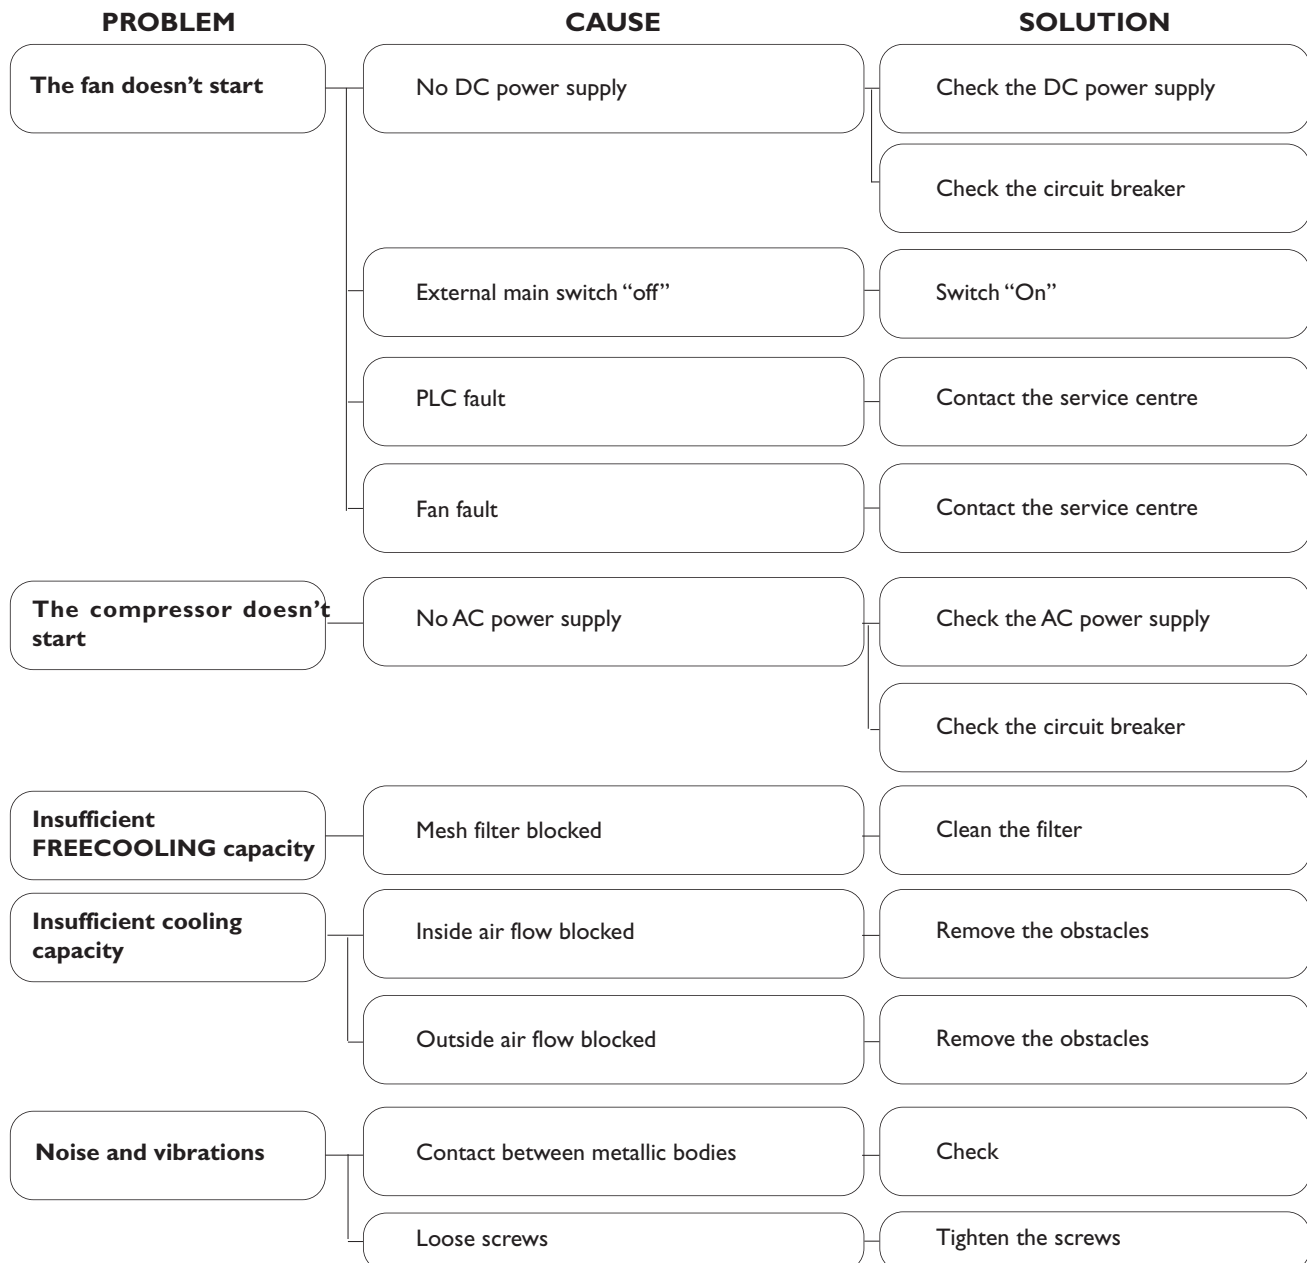 PROBLEM CAUSE SOLUTION
The fan doesn’t start No DC power supply Check the DC power supply
Check the circuit breaker
External main switch “off” Switch “On”
PLC fault Contact the service centre
Fan fault Contact the service centre
The compressor doesn’t No AC power supply Check the AC power supply
start
Check the circuit breaker
Insufficient Mesh filter blocked Clean the filter
FREECOOLING capacity
Insufficient cooling Inside air flow blocked Remove the obstacles
capacity
Outside air flow blocked Remove the obstacles
Noise and vibrations Contact between metallic bodies Check
Loose screws Tighten the screws